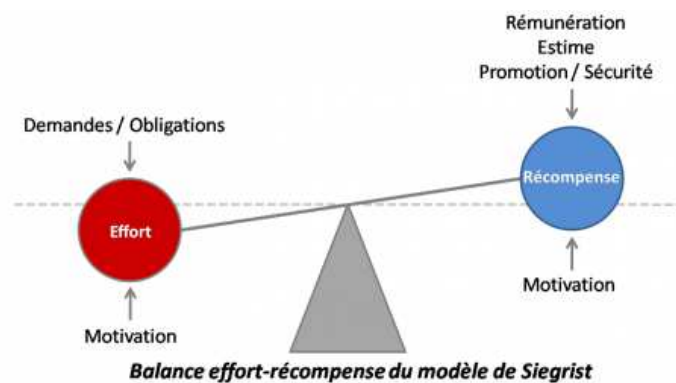 Rémunération
Estime
Promotion / Sécurité
Demandes / Obligations
Récompense
Effort
Motivation
Motivation
Balance effort-récompense du modèle de Siegrist